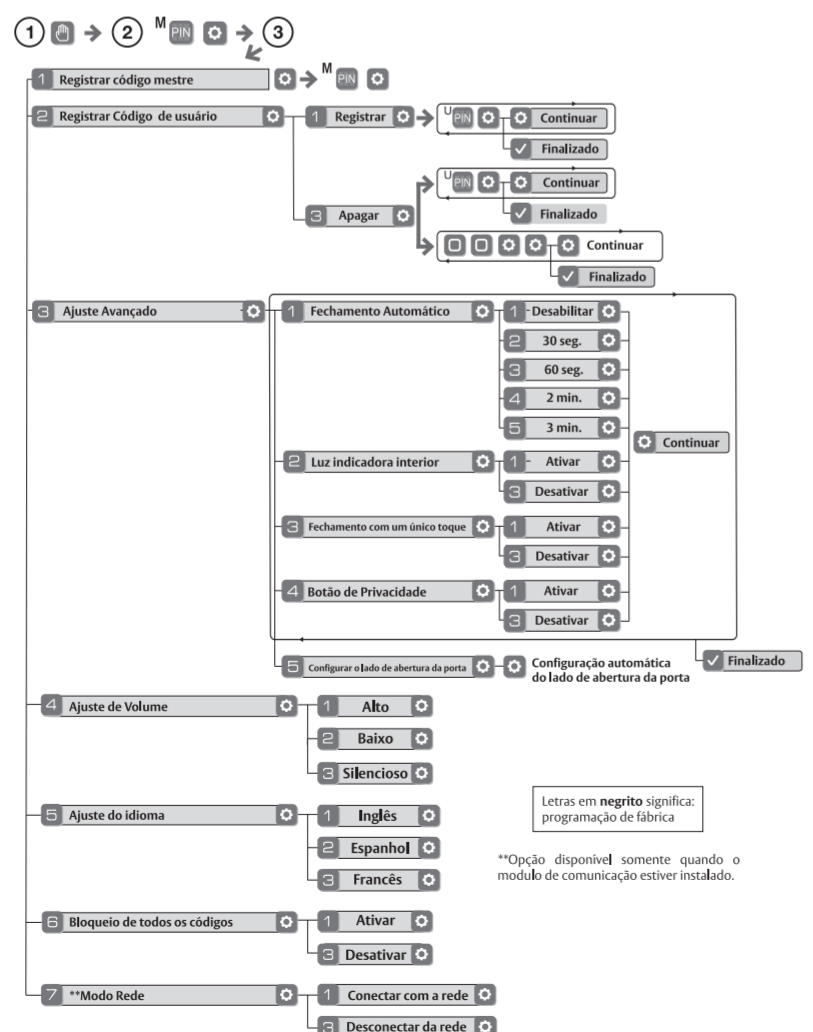 1 2 M PIN 3
1 Registrar código mestre M PIN
2 Registrar Código de usuário 1 Registrar U PIN Continuar
Finalizado
3 Apagar U PIN Continuar
Finalizado
Continuar
Finalizado
3 Ajuste Avançado 1 Fechamento Automático 1 Desabilitar
2 30 seg.
3 60 seg.
4 2 min.
5 3 min.
Continuar
2 Luz indicadora interior 1 Ativar
3 Desativar
3 Fechamento com um único toque 1 Ativar
3 Desativar
4 Botão de Privacidade 1 Ativar
3 Desativar
Finalizado
5 Configurar o lado de abertura da porta Configuração automática
do lado de abertura da porta
4 Ajuste de Volume 1 Alto
2 Baixo
3 Silencioso
Letras em negrito significa:
programação de fábrica
5 Ajuste do idioma 1 Inglês
2 Espanhol
3 Francês
**Opção disponível somente quando o
modulo de comunicação estiver instalado.
6 Bloqueio de todos os códigos 1 Ativar
3 Desativar
7 **Modo Rede 1 Conectar com a rede
3 Desconectar da rede